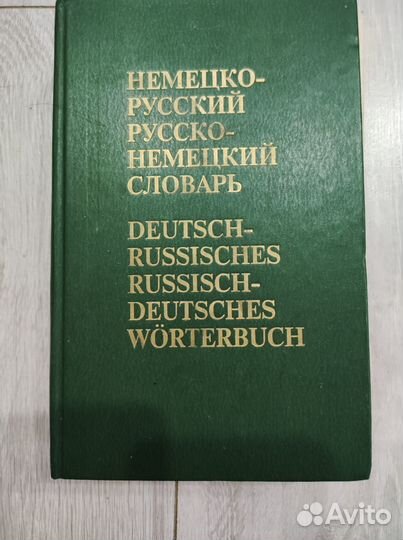 НЕМЕЦКО-
РУССКИЙ
РУССКО-
НЕМЕЦКИЙ
СЛОВАРЬ
DEUTSCH-
RUSSISCHES
RUSSISCH-
DEUTSCHES
WÖRTERBUCH
Avito